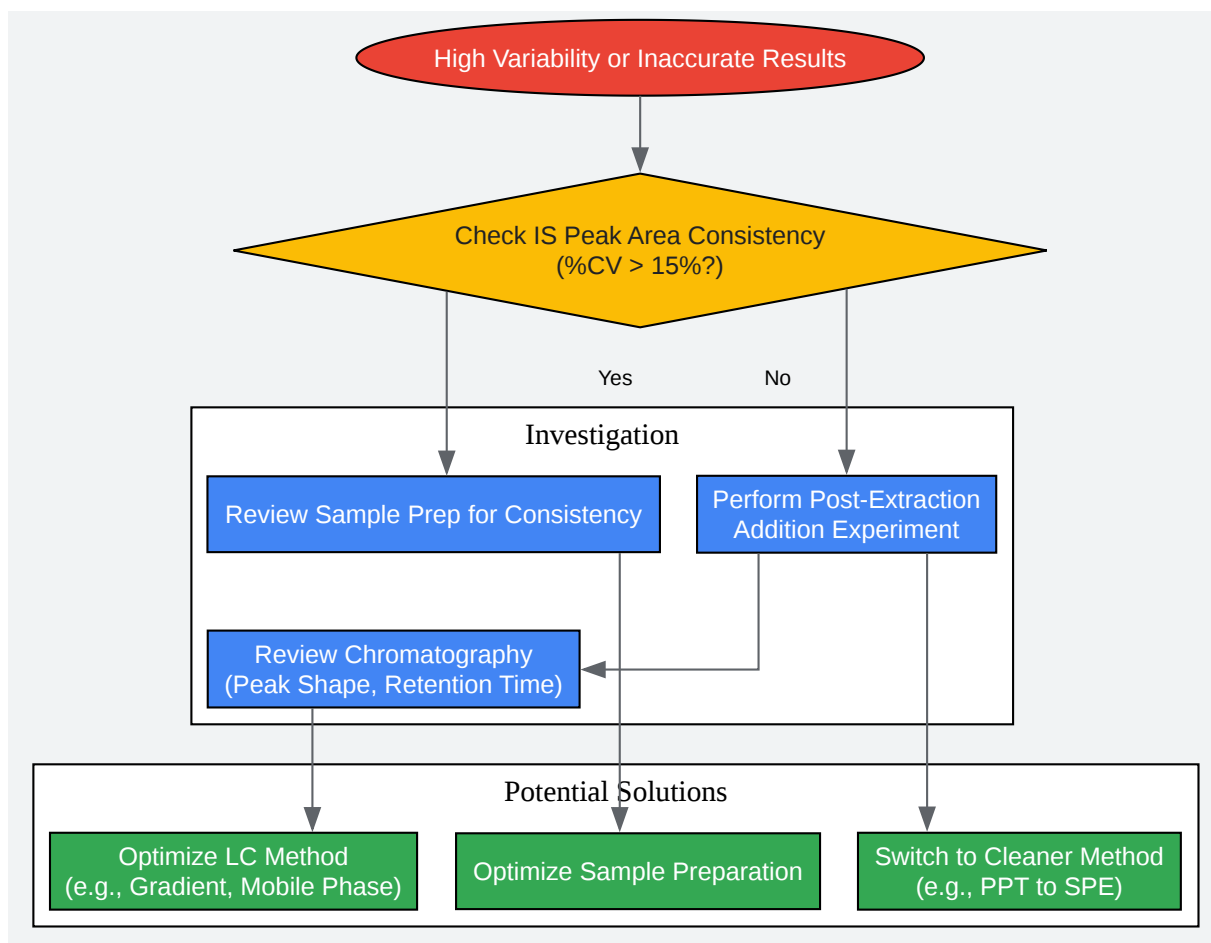 High Variability or Inaccurate Results
Check IS Peak Area Consistency
(%CV > 15%?)
Yes
No
Investigation
Review Sample Prep for Consistency
Perform Post-Extraction
Addition Experiment
Review Chromatography
(Peak Shape, Retention Time)
Potential Solutions
Optimize LC Method
(e.g., Gradient, Mobile Phase)
Optimize Sample Preparation
Switch to Cleaner Method
(e.g., PPT to SPE)